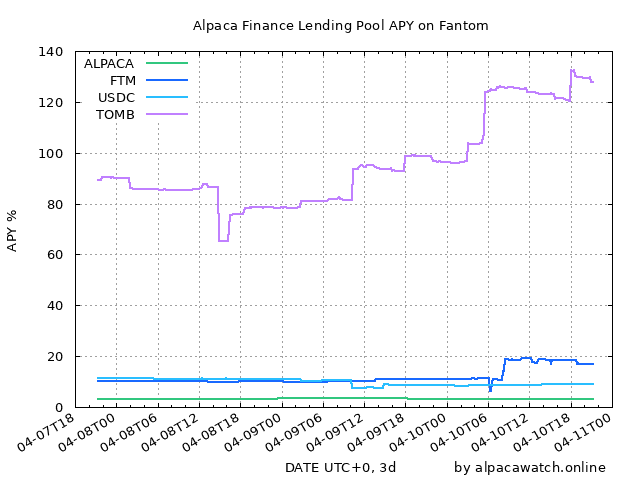 Alpaca Finance Lending Pool APY on Fantom
140
120
100
80
60
40
20
0
APY %
ALPACA
FTM
USDC
TOMB
04-07T18
04-08T00
04-08T06
04-08T12
04-08T18
04-09T00
04-09T06
04-09T12
04-09T18
04-10T00
04-10T06
04-10T12
04-10T18
04-11T00
DATE UTC+0, 3d
by alpacawatch.online